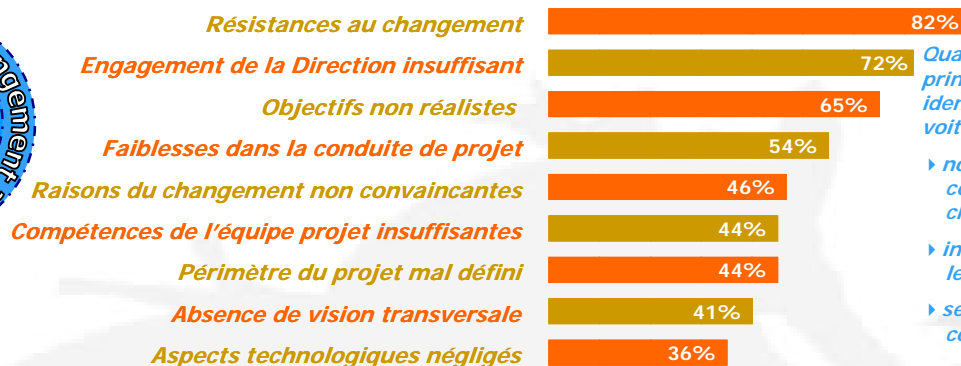 Résistances au changement 82%
Engagement de la Direction insuffisant 72%
Objectifs non réalistes 65%
Faiblesses dans la conduite de projet 54%
Raisons du changement non convaincantes 46%
Compétences de l'équipe projet insuffisantes 44%
Périmètre du projet mal défini 44%
Absence de vision transversale 41%
Aspects technologiques négligés 36%